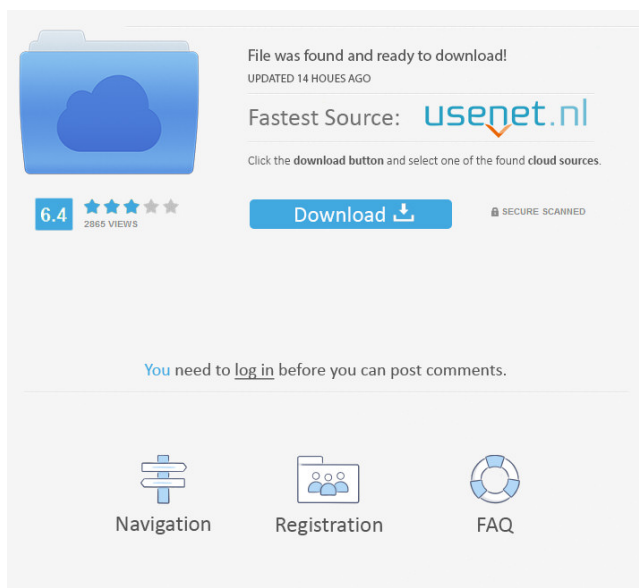 File was found and ready to download!
UPDATED 14 HOUES AGO
Fastest Source: usenet.nl
Click the download button and select one of the found cloud sources.
6.4
2865 VIEWS
Download
SECURE SCANNED
You need to log in before you can post comments.
Navigation
Registration
FAQ